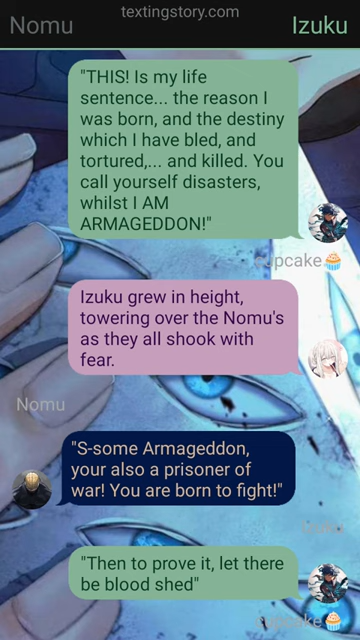 textingstory.com
Nomu
Izuku
"THIS! Is my life
sentence... the reason I
was born, and the destiny
which I have bled, and
tortured,... and killed. You
call yourself disasters,
whilst I AM
ARMAGEDDON!"
cupcake🧁
Izuku grew in height,
towering over the Nomu's
as they all shook with
fear.
Nomu
"S-some Armageddon,
your also a prisoner of
war! You are born to fight!"
Izuku
"Then to prove it, let there
be blood shed"
cupcake🧁